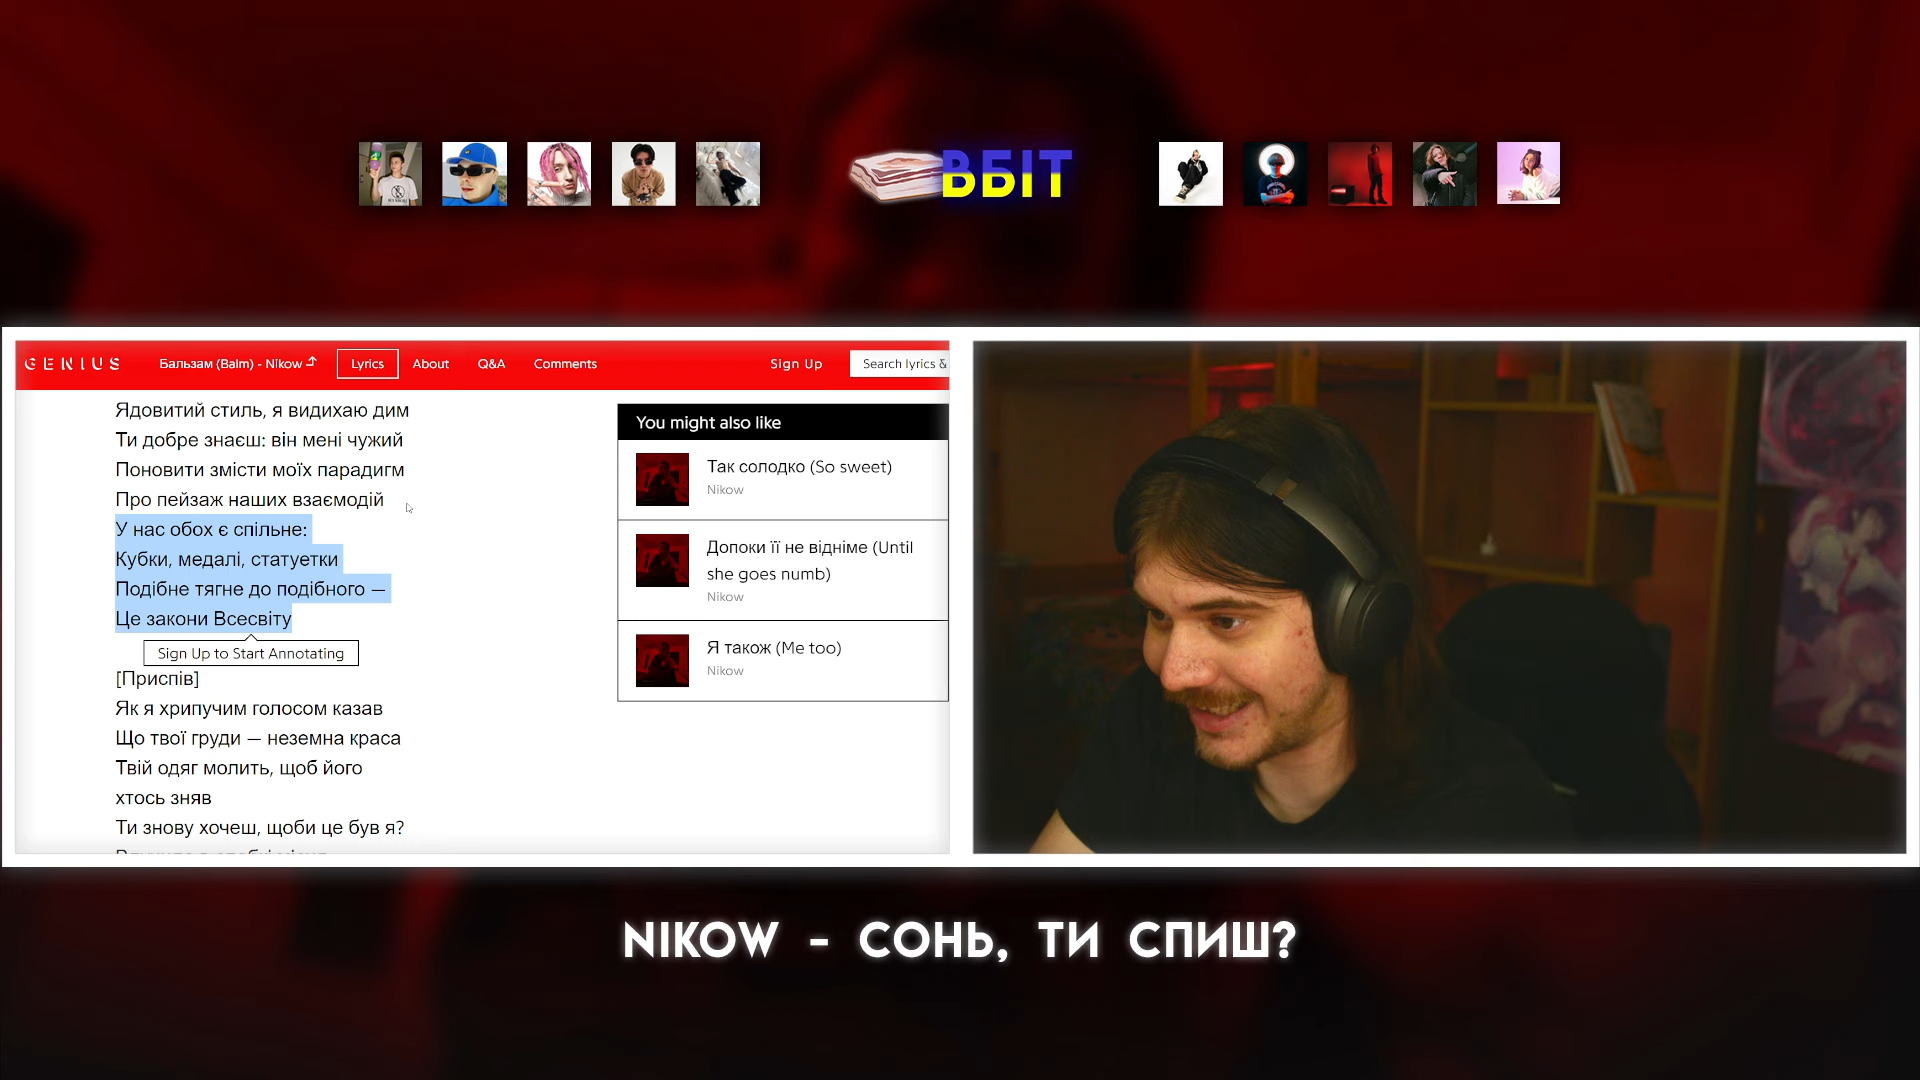 ВБІТ
GENIUS
Бальзам (Balm) - Nikow
Lyrics
About
Q&A
Comments
Sign Up
Search lyrics &
Ядовитий стиль, я видихаю дим
Ти добре знаєш: він мені чужий
Поновити змісти моїх парадигм
Про пейзаж наших взаємодій
У нас обох є спільне:
Кубки, медалі, статуетки
Подібне тягне до подібного —
Це закони Всесвіту
Sign Up to Start Annotating
[Приспів]
Як я хрипучим голосом казав
Що твої груди — неземна краса
Твій одяг молить, щоб його
хтось зняв
Ти знову хочеш, щоби це був я?
You might also like
Так солодко (So sweet)
Nikow
Допоки її не відніме (Until
she goes numb)
Nikow
Я також (Me too)
Nikow
NIKOW - СОНЬ, ТИ СПИШ?